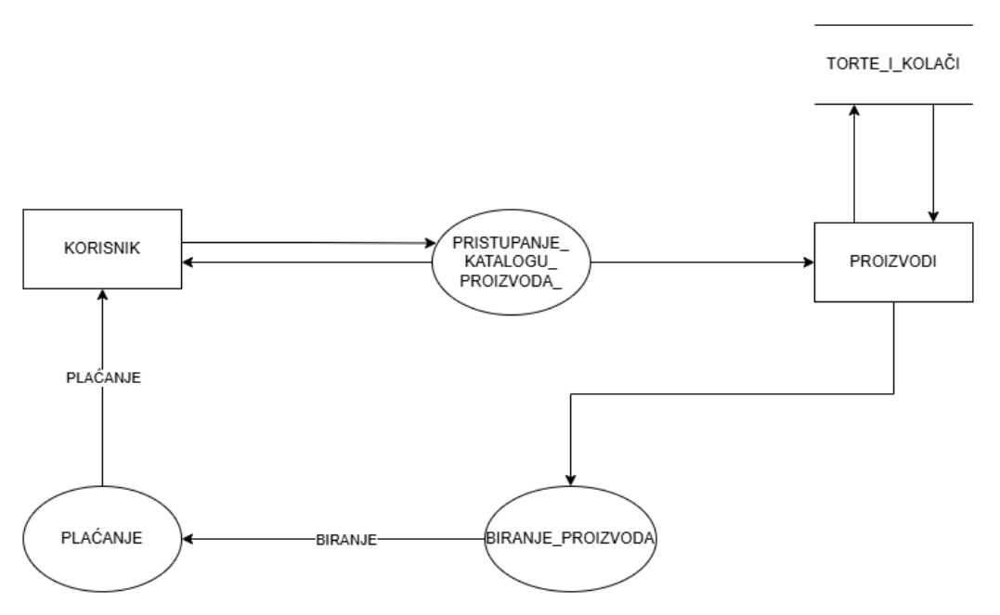 TORTE_I_KOLAČI
KORISNIK
PRISTUPANJE_
KATALOGU_
PROIZVODA_
PROIZVODI
PLAĆANJE
PLAĆANJE
BIRANJE
BIRANJE_PROIZVODA